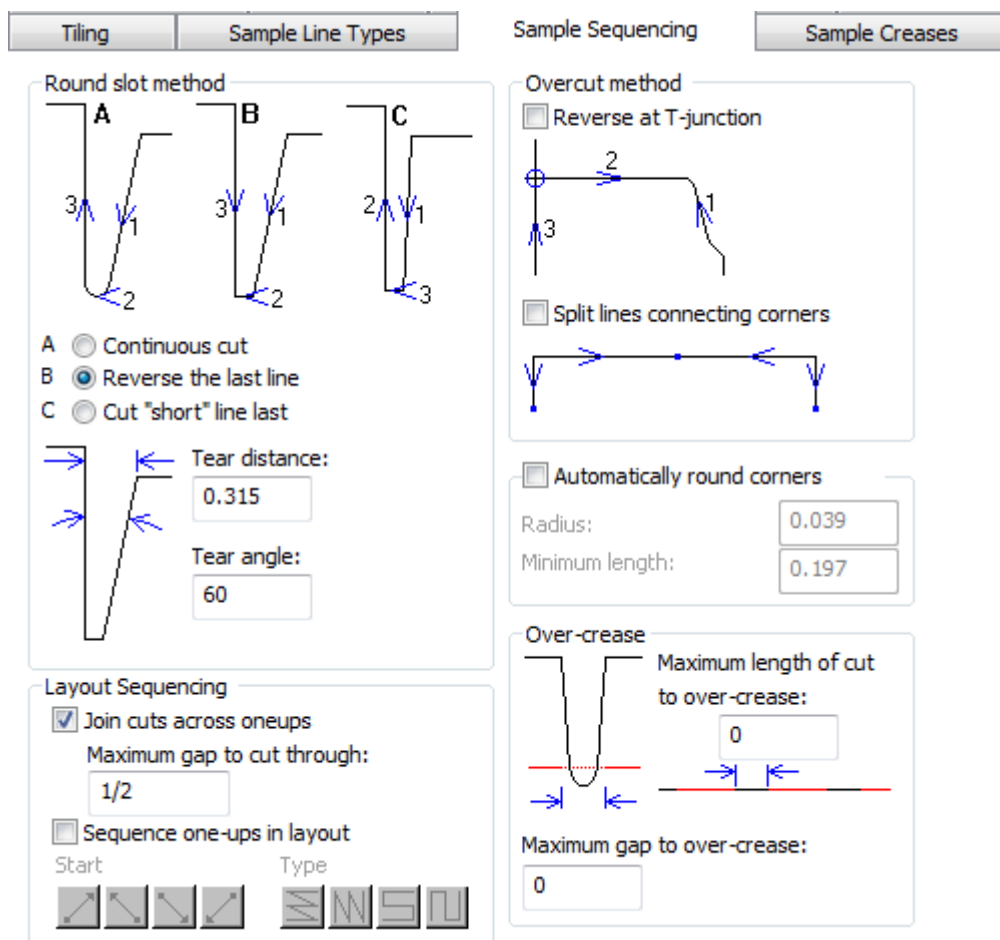 Tiling
Sample Line Types
Sample Sequencing
Sample Creases
Round slot method
A
B
C
3
1
2
3
1
2
2
1
3
A Continuous cut
B Reverse the last line
C Cut "short" line last
Tear distance:
0.315
Tear angle:
60
Layout Sequencing
Join cuts across oneups
Maximum gap to cut through:
1/2
Sequence one-ups in layout
Start
Type
Overcut method
Reverse at T-junction
2
1
3
Split lines connecting corners
Automatically round corners
Radius:
0.039
Minimum length:
0.197
Over-crease
Maximum length of cut
to over-crease:
0
Maximum gap to over-crease:
0